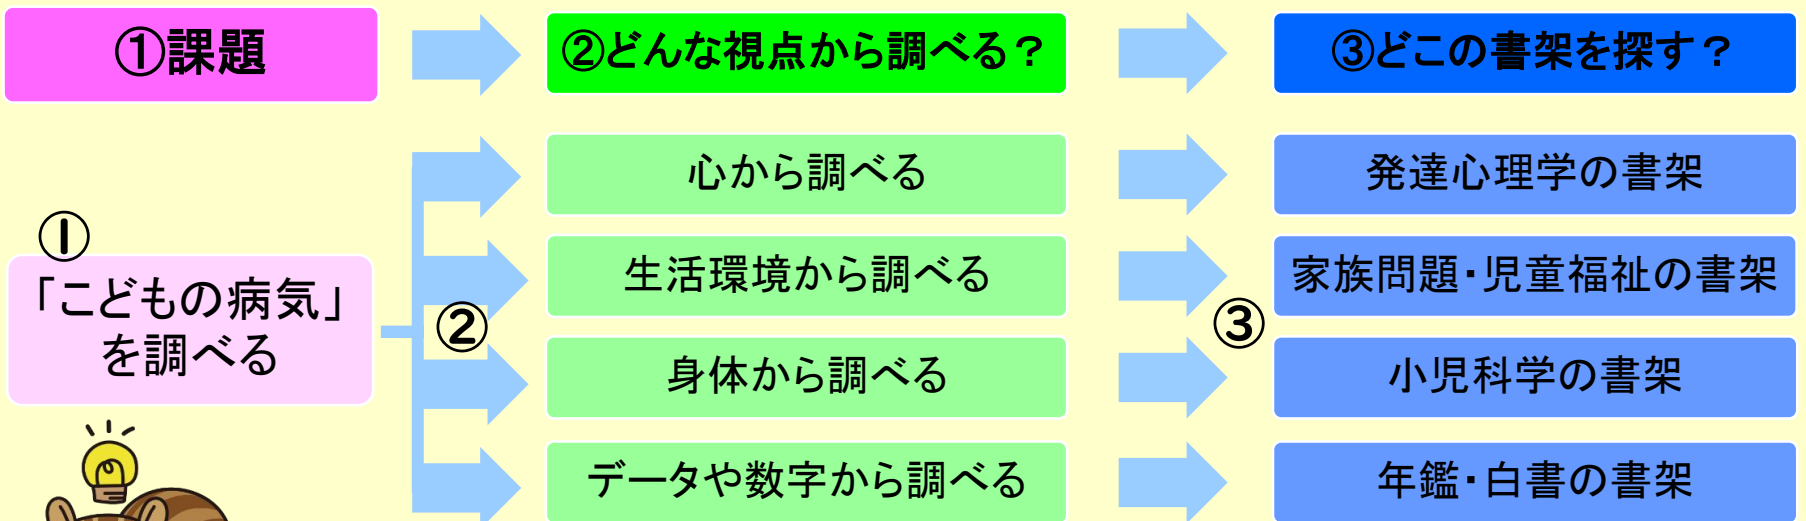 ①課題
②どんな視点から調べる？
③どこの書架を探す？
①
「こどもの病気」
を調べる
②
心から調べる
生活環境から調べる
身体から調べる
データや数字から調べる
③
発達心理学の書架
家族問題・児童福祉の書架
小児科学の書架
年鑑・白書の書架